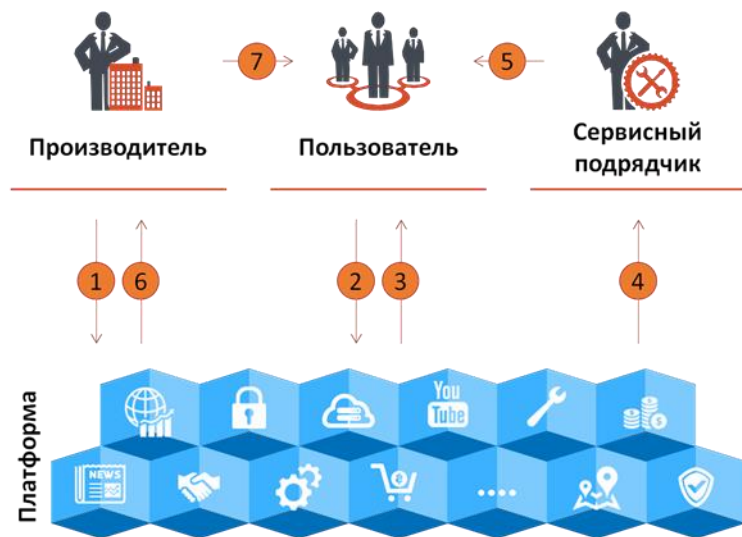 7
5
Производитель
Пользователь
Сервисный
подрядчик
1
6
2
3
4
Платформа
You
Tube
NEWS
....